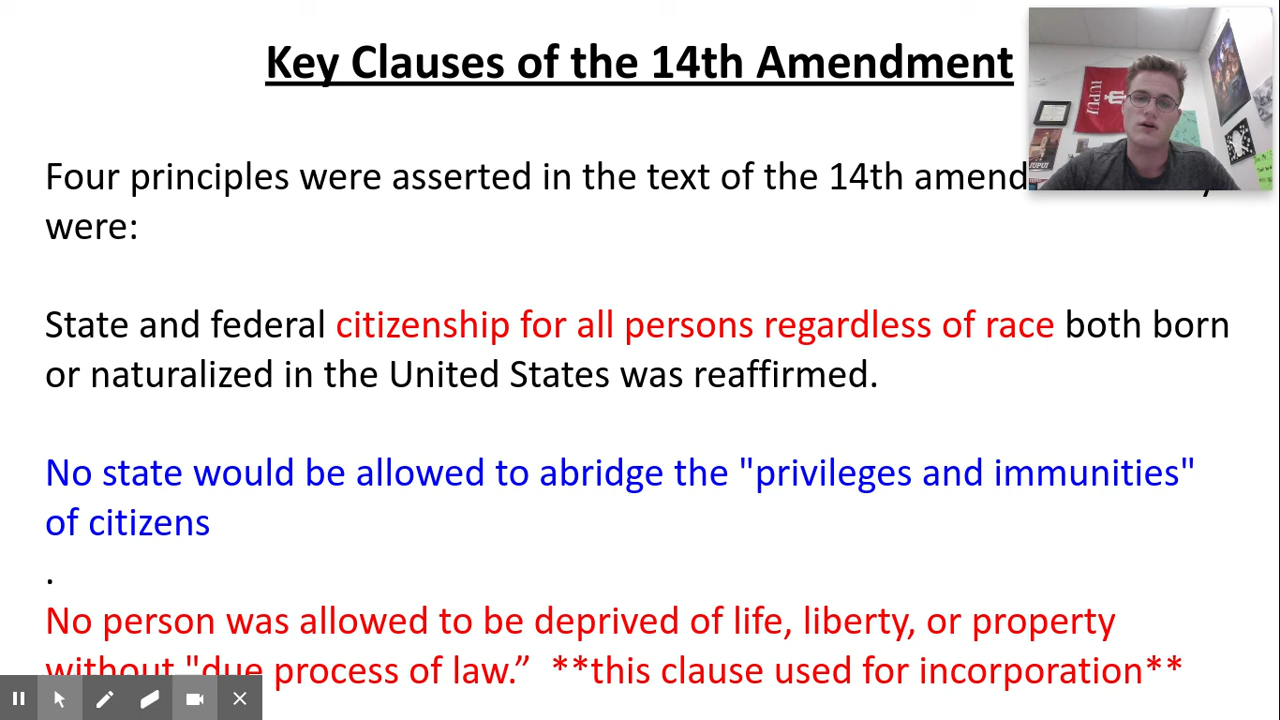 Key Clauses of the 14th Amendment
Four principles were asserted in the text of the 14th
were:
State and federal citizenship for all persons regardless of race both born
or naturalized in the United States was reaffirmed.
No state would be allowed to abridge the "privileges and immunities"
of citizens
.
No person was allowed to be deprived of life, liberty, or property
without "due process of law.” **this clause used for incorporation**
IUPUI
IUPUI